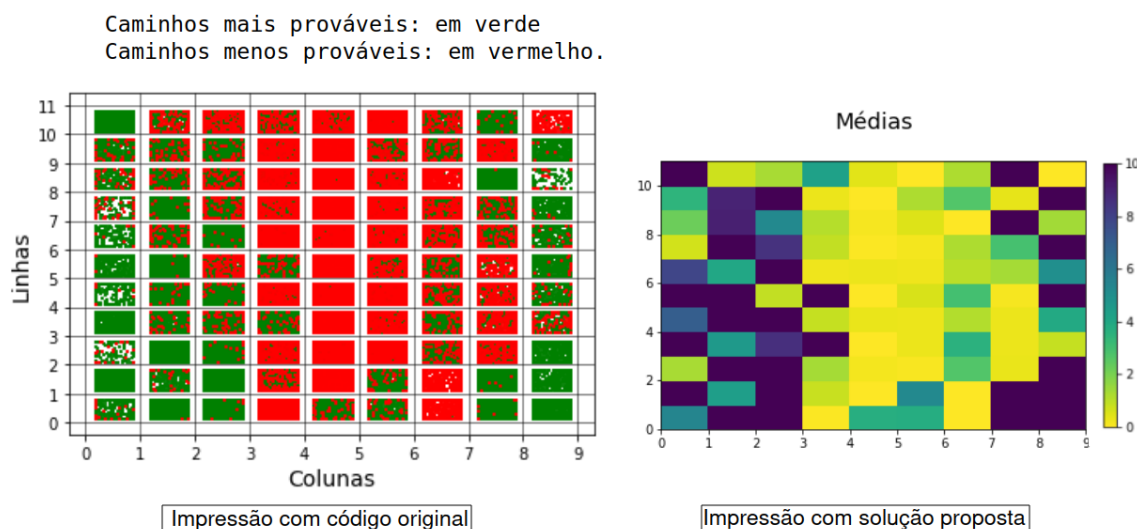 Caminhos mais prováveis: em verde
Caminhos menos prováveis: em vermelho.
11
10
9
8
7
6
5
4
3
2
1
0
Linhas
0 1 2 3 4 5 6 7 8 9
Colunas
Impressão com código original
Médias
10
8
6
4
2
0
0 1 2 3 4 5 6 7 8 9
10
8
6
4
2
0
Impressão com solução proposta